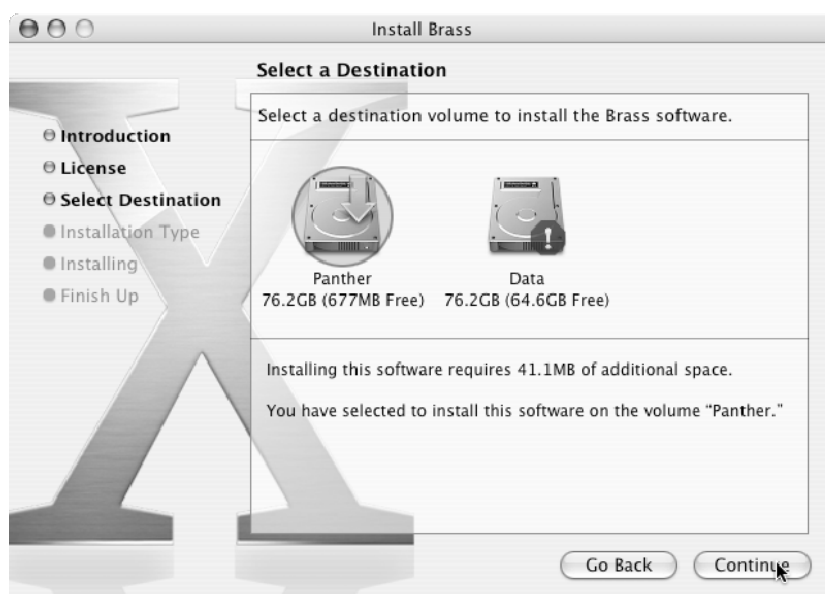 Install Brass
Select a Destination
Select a destination volume to install the Brass software.
Introduction
License
Select Destination
Installation Type
Installing
Finish Up
Panther
76.2GB (677MB Free)
Data
76.2GB (64.6GB Free)
Installing this software requires 41.1MB of additional space.
You have selected to install this software on the volume “Panther.”
Go Back
Continue